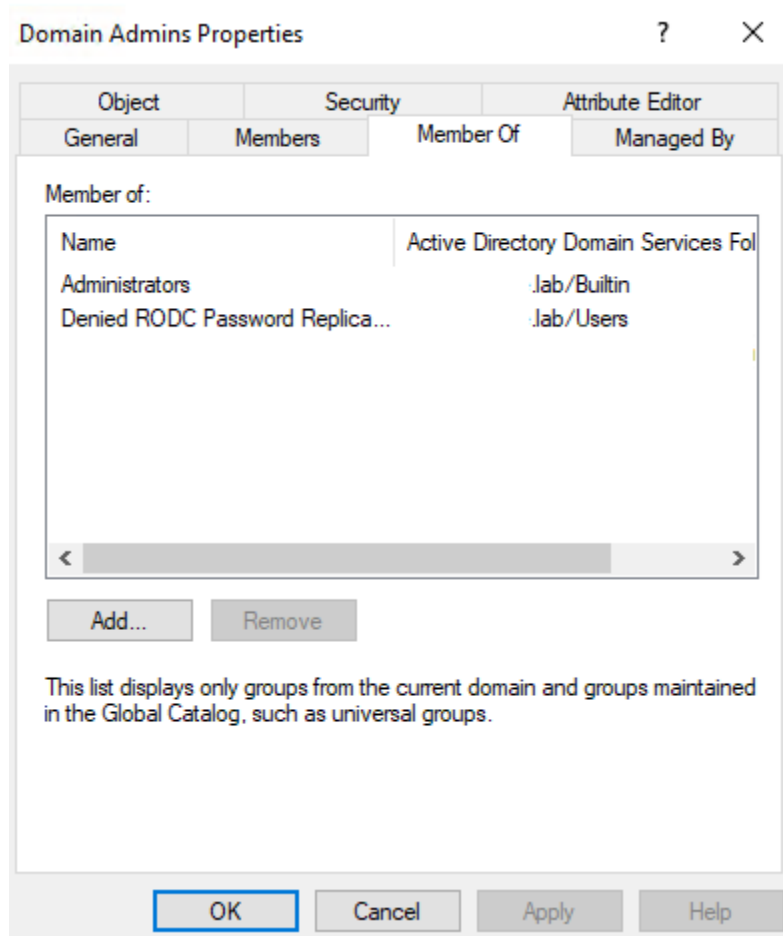 Domain Admins Properties ?
Object Security Attribute Editor
General Members Member Of Managed By
Member of:
Name Active Directory Domain Services Fol
Administrators .lab/Builtin
Denied RODC Password Replica... .lab/Users
Add... Remove
This list displays only groups from the current domain and groups maintained
in the Global Catalog, such as universal groups.
OK Cancel Apply Help